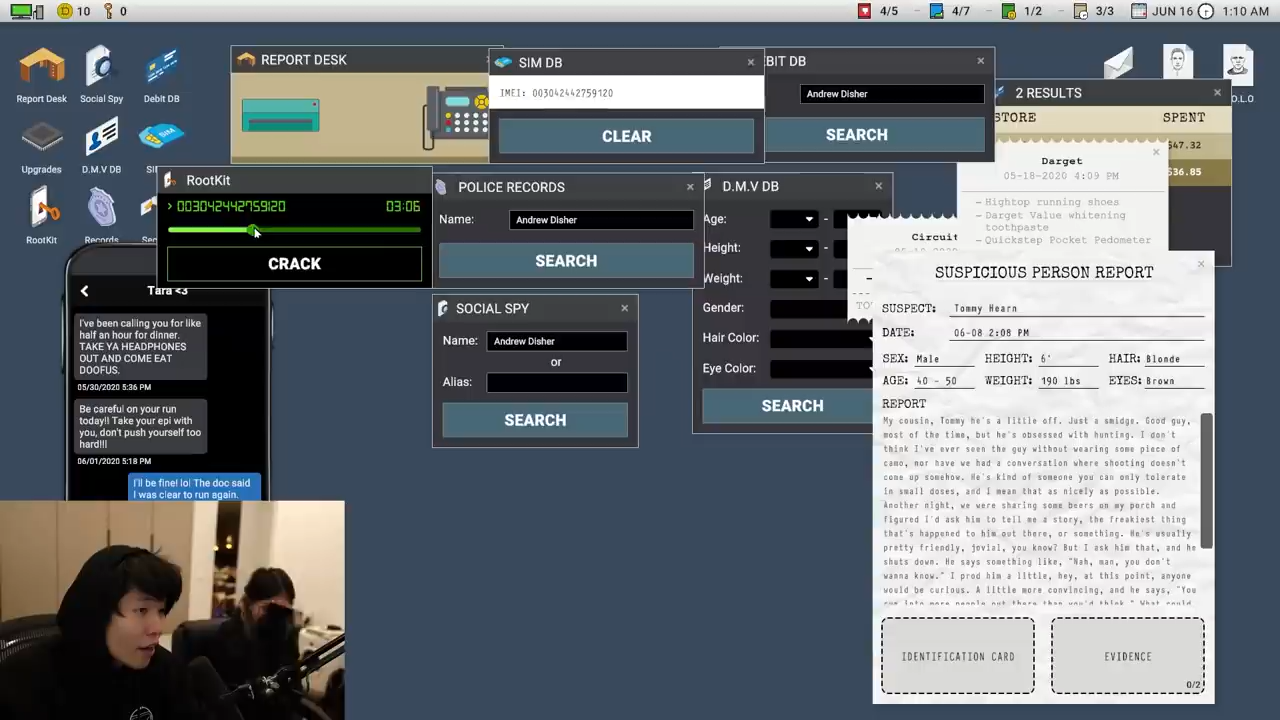 10
0
4/5
4/7
1/2
3/3
JUN 16
1:10 AM
Report Desk
Social Spy
Debit DB
Upgrades
D.M.V DB
RootKit
Records
REPORT DESK
SIM DB
IMEI: 003042442759120
CLEAR
BIT DB
Andrew Disher
SEARCH
2 RESULTS
STORE
SPENT
$47.32
$36.85
Darget
05-18-2020 4:09 PM
– Hightop running shoes
– Darget Value whitening
toothpaste
– Quickstep Pocket Pedometer
Circuit
RootKit
> 003042442759120
03:06
CRACK
POLICE RECORDS
Name:
Andrew Disher
SEARCH
D.M.V DB
Age:
-
Height:
-
Weight:
-
Gender:
Hair Color:
Eye Color:
SEARCH
SOCIAL SPY
Name:
Andrew Disher
or
Alias:
SEARCH
Tara <3
I've been calling you for like
half an hour for dinner.
TAKE YA HEADPHONES
OUT AND COME EAT
DOOFUS.
05/30/2020 5:36 PM
Be careful on your run
today!! Take your epi with
you, don't push yourself too
hard!!!
06/01/2020 5:18 PM
I'll be fine! lol The doc said
I was clear to run again.
SUSPICIOUS PERSON REPORT
SUSPECT: Tommy Hearn
DATE: 06-08 2:08 PM
SEX: Male HEIGHT: 6' HAIR: Blonde
AGE: 40 - 50 WEIGHT: 190 lbs EYES: Brown
REPORT
My cousin, Tommy he's a little off. Just a smidge. Good guy,
most of the time, but he's obsessed with hunting. I don't
think I've ever seen the guy without wearing some piece of
camo, nor have we had a conversation where shooting doesn't
come up somehow. He's kind of someone you can only tolerate
in small doses, and I mean that as nicely as possible.
Another night, we were sharing some beers on my porch and
figured I'd ask him to tell me a story, the freakiest thing
that's happened to him out there, or something. He's usually
pretty friendly, jovial, you know? But I ask him that, and he
shuts down. He says something like, "Nah, man, you don't
wanna know." I prod him a little, hey, at this point, anyone
would be curious. A little more convincing, and he says, "You
run into more people out there than you'd think." What could
IDENTIFICATION CARD
EVIDENCE
0/2